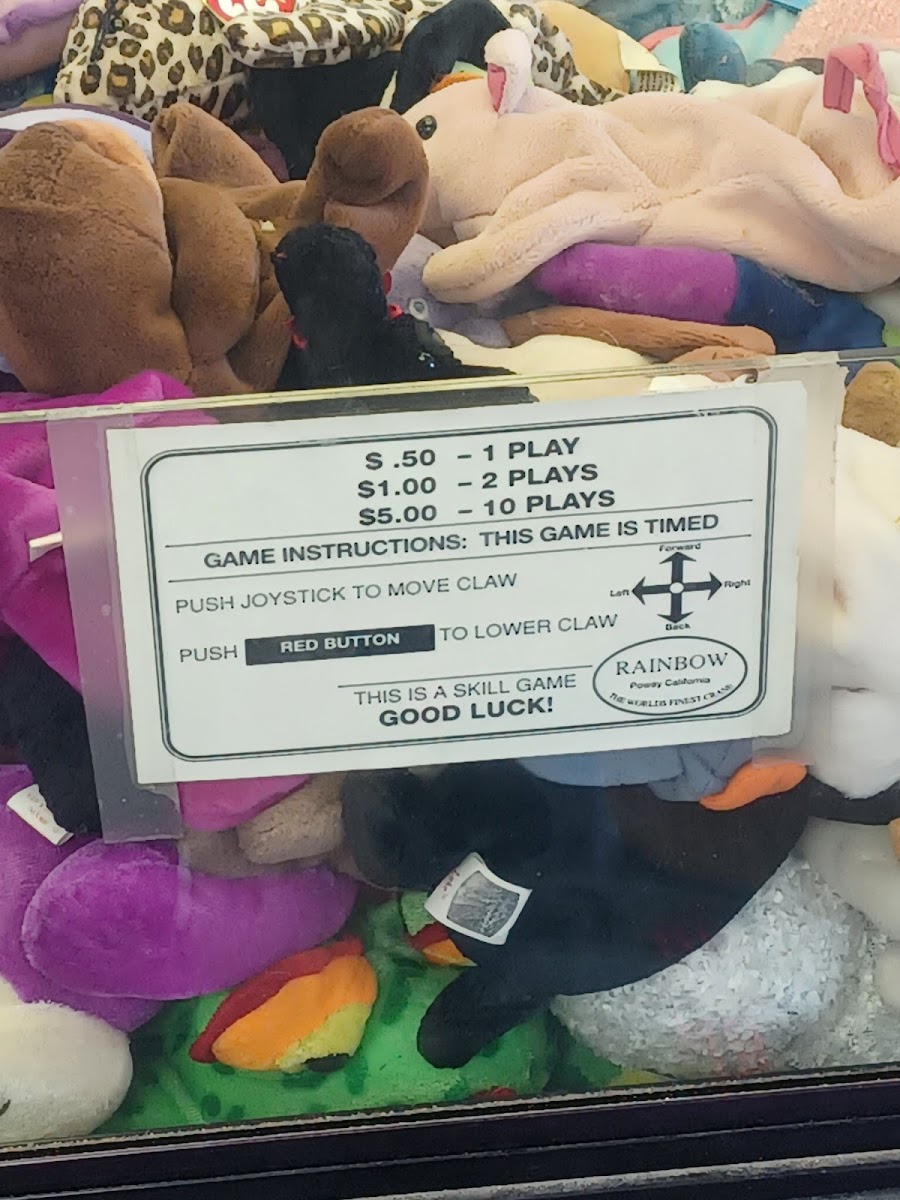 ty
$ .50 - 1 PLAY
$1.00 - 2 PLAYS
$5.00 - 10 PLAYS
GAME INSTRUCTIONS: THIS GAME IS TIMED
PUSH JOYSTICK TO MOVE CLAW
Forward
Left
Right
Back
PUSH RED BUTTON TO LOWER CLAW
THIS IS A SKILL GAME
GOOD LUCK!
RAINBOW
Poway California
THE WORLDS FINEST CRANE